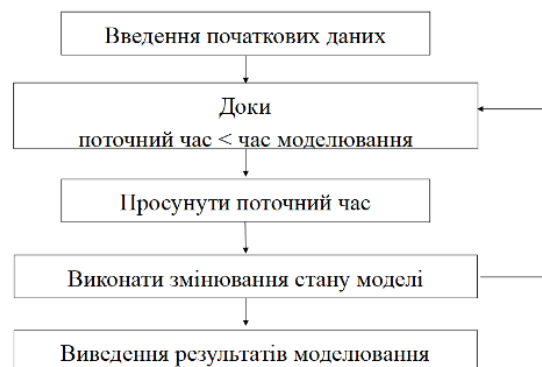 Введення початкових даних
Доки
поточний час < час моделювання
Просунути поточний час
Виконати змінювання стану моделі
Виведення результатів моделювання